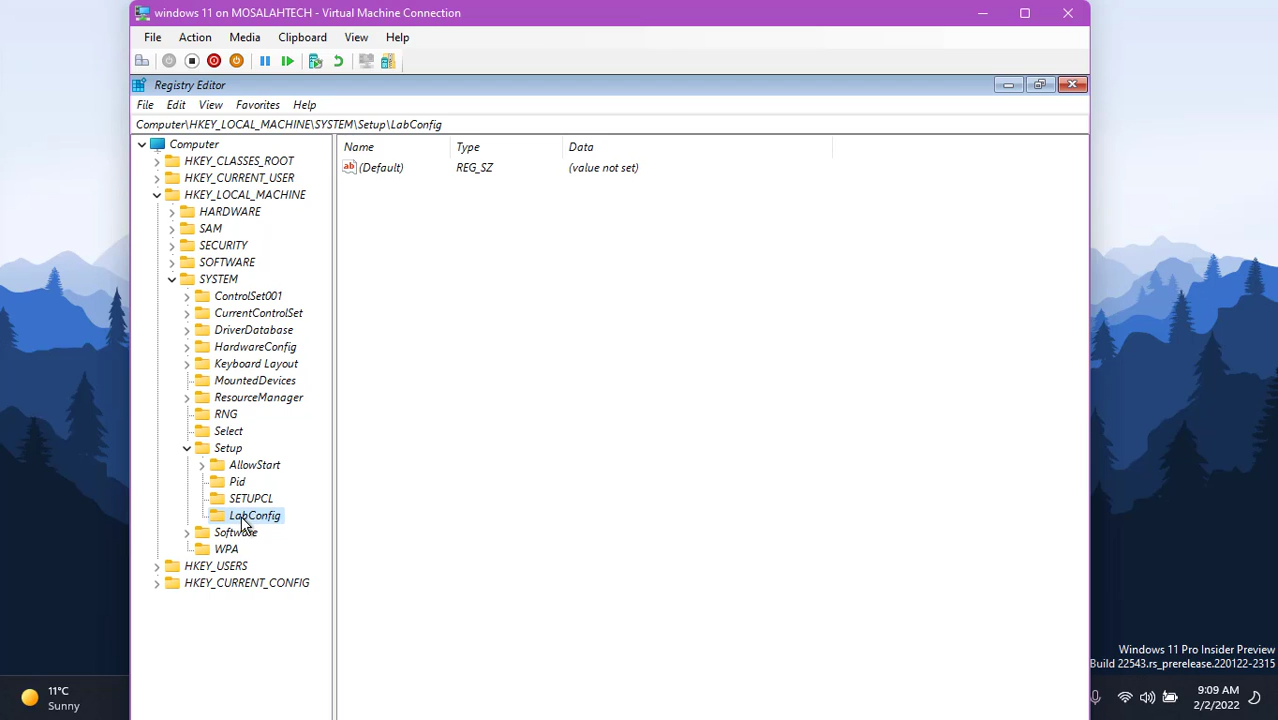 windows 11 on MOSALAHTECH - Virtual Machine Connection
File Action Media Clipboard View Help
Registry Editor
File Edit View Favorites Help
Computer\HKEY_LOCAL_MACHINE\SYSTEM\Setup\LabConfig
Computer
HKEY_CLASSES_ROOT
HKEY_CURRENT_USER
HKEY_LOCAL_MACHINE
HARDWARE
SAM
SECURITY
SOFTWARE
SYSTEM
ControlSet001
CurrentControlSet
DriverDatabase
HardwareConfig
Keyboard Layout
MountedDevices
ResourceManager
RNG
Select
Setup
AllowStart
Pid
SETUPCL
LabConfig
Software
WPA
HKEY_USERS
HKEY_CURRENT_CONFIG
Name Type Data
ab (Default) REG_SZ (value not set)
Windows 11 Pro Insider Preview
Build 22543.rs_prerelease.220122-2315
11°C
Sunny
9:09 AM
2/2/2022